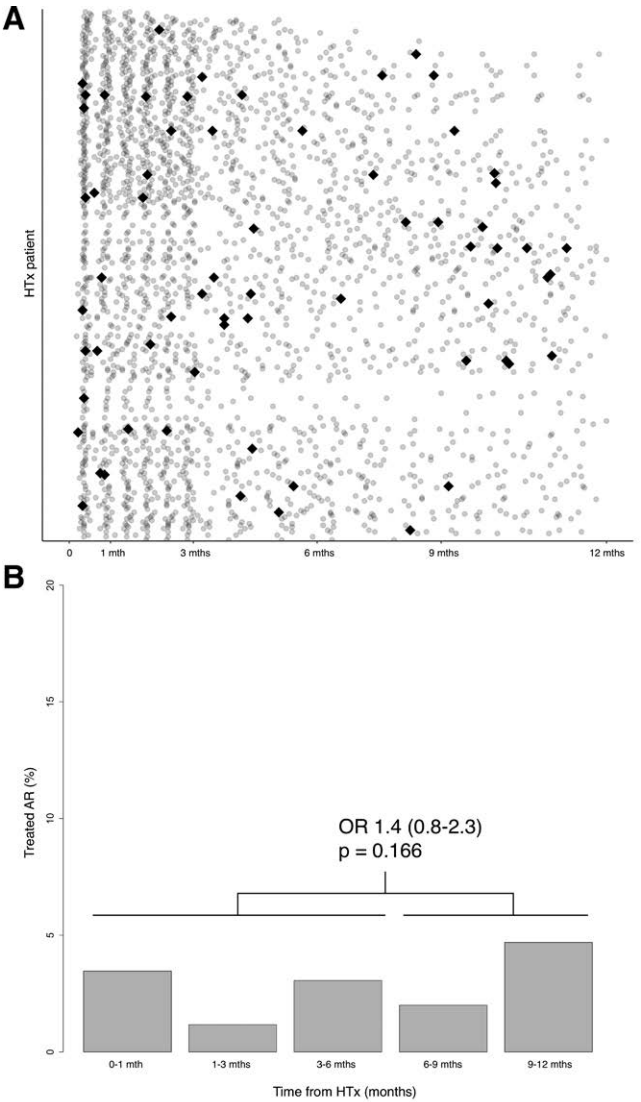 A
HTx patient
0 1 mth 3 mths 6 mths 9 mths 12 mths
B
20
15
10
5
0
Treated AR (%)
OR 1.4 (0.8-2.3)
p = 0.166
0-1 mth 1-3 mths 3-6 mths 6-9 mths 9-12 mths
Time from HTx (months)